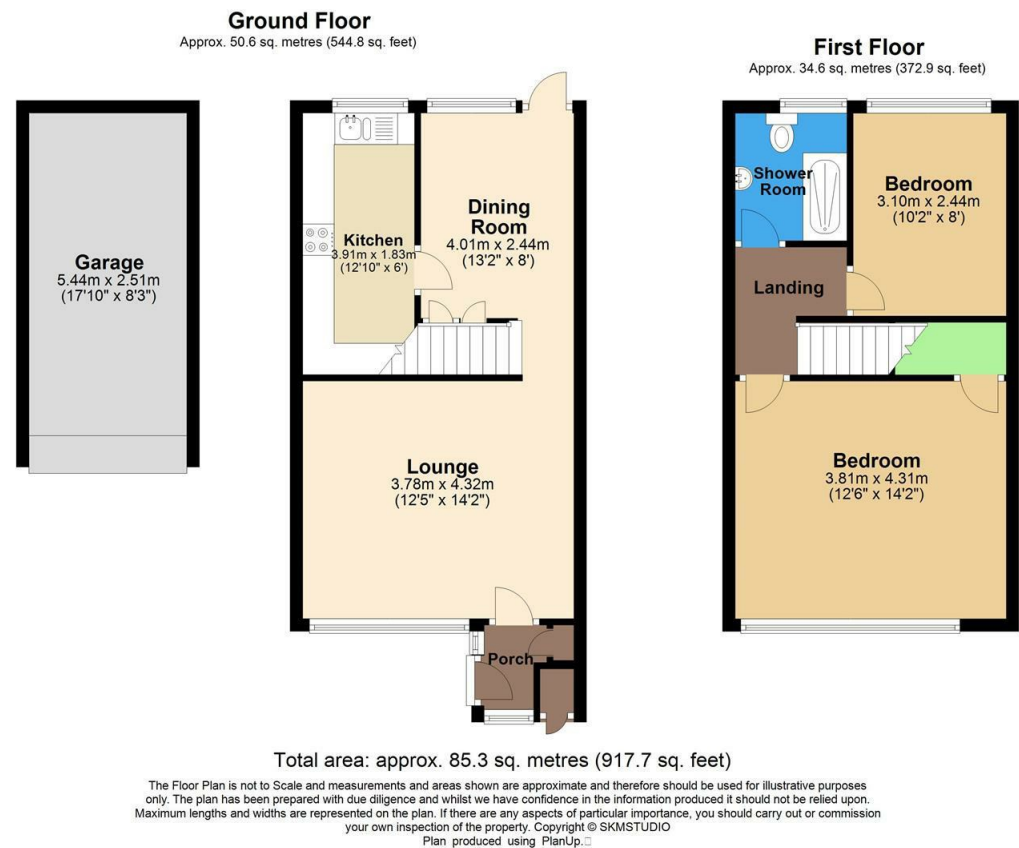 Ground Floor
Approx. 50.6 sq. metres (544.8 sq. feet)
First Floor
Approx. 34.6 sq. metres (372.9 sq. feet)
Garage
5.44m x 2.51m
(17'10" x 8'3")
Kitchen
3.91m x 1.83m
(12'10" x 6')
Dining
Room
4.01m x 2.44m
(13'2" x 8')
Lounge
3.78m x 4.32m
(12'5" x 14'2")
Porch
Shower
Room
Bedroom
3.10m x 2.44m
(10'2" x 8')
Landing
Bedroom
3.81m x 4.31m
(12'6" x 14'2")
Total area: approx. 85.3 sq. metres (917.7 sq. feet)
The Floor Plan is not to Scale and measurements and areas shown are approximate and therefore should be used for illustrative purposes
only. The plan has been prepared with due diligence and whilst we have confidence in the information produced it should not be relied upon.
Maximum lengths and widths are represented on the plan. If there are any aspects of particular importance, you should carry out or commission
your own inspection of the property. Copyright © SKMSTUDIO
Plan produced using PlanUp.